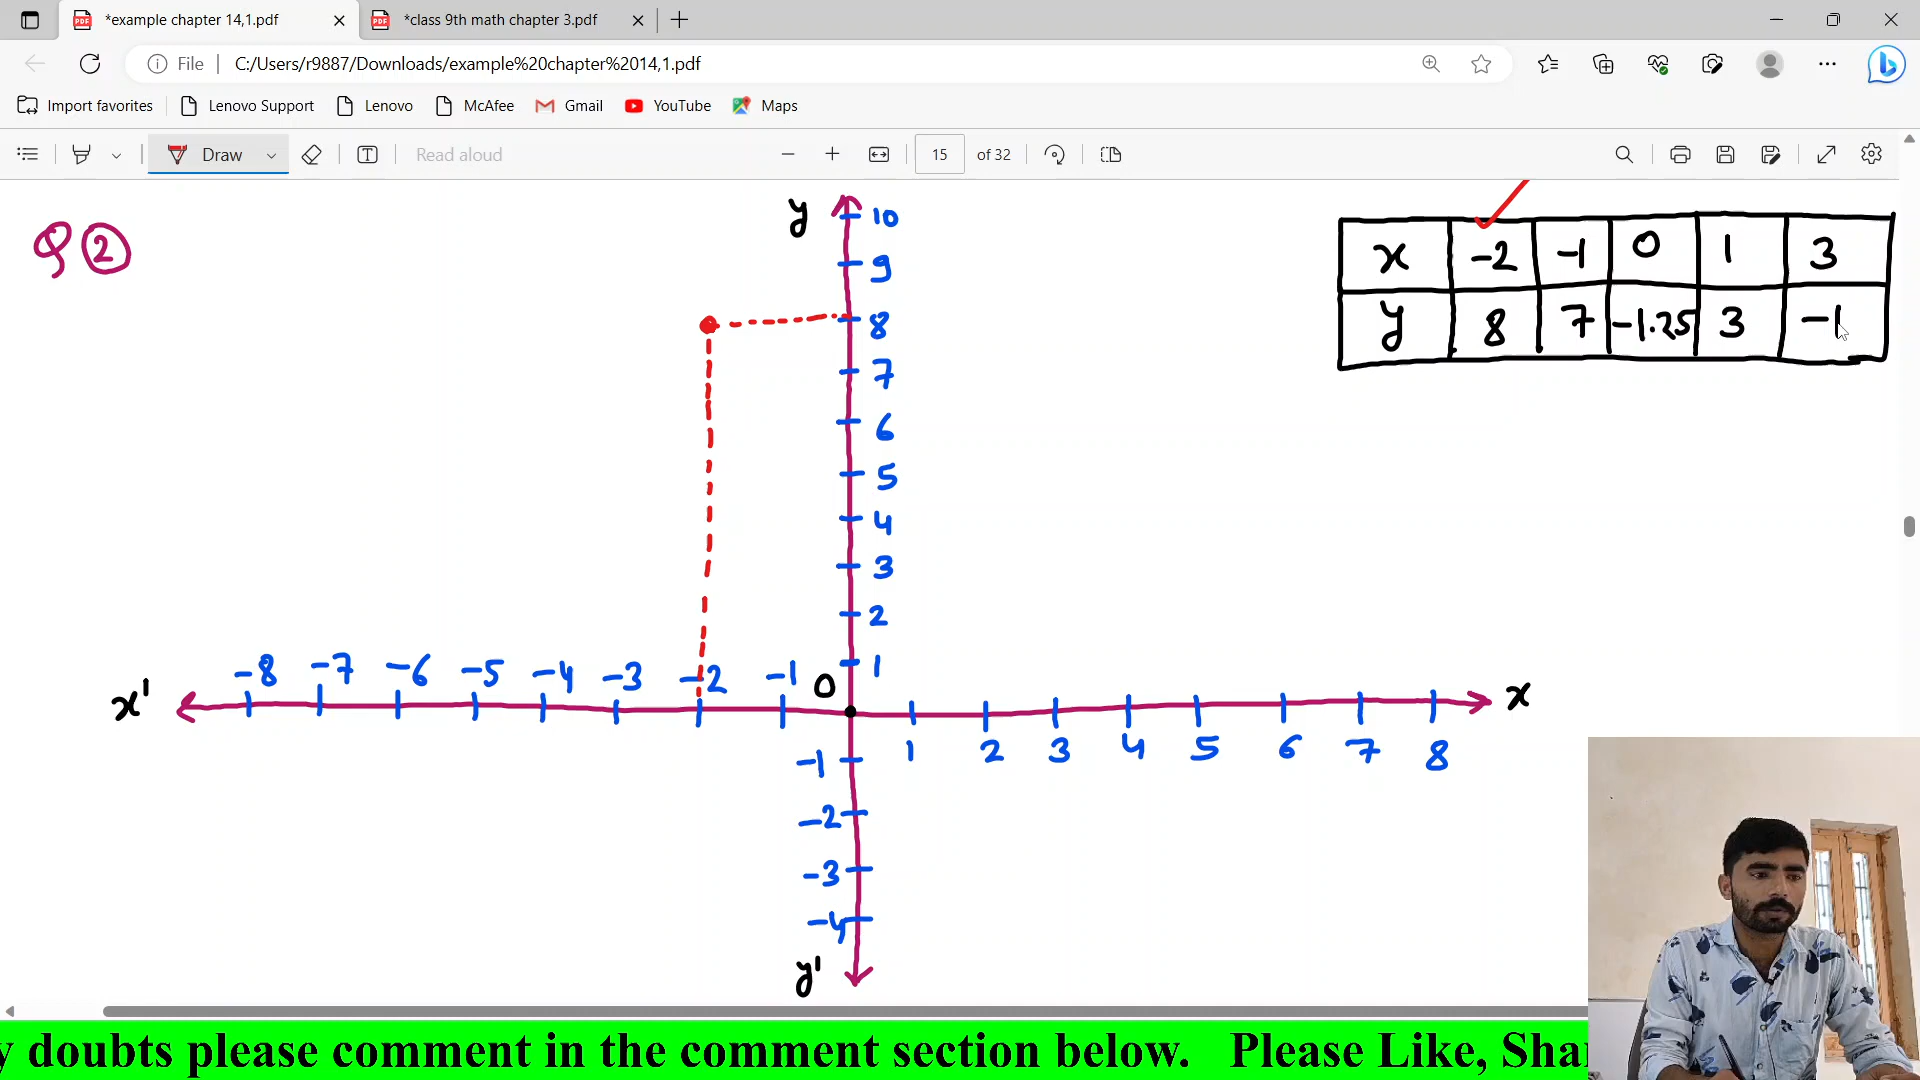 *example chapter 14,1.pdf
*class 9th math chapter 3.pdf
File
C:/Users/r9887/Downloads/example%20chapter%2014,1.pdf
Import favorites
Lenovo Support
Lenovo
McAfee
Gmail
YouTube
Maps
Draw
Read aloud
15 of 32
Q 2
x -2 -1 0 1 3
y 8 7 -1.25 3 -1
y
10
9
8
7
6
5
4
3
2
1
x' -8 -7 -6 -5 -4 -3 -2 -1 0 x
1 2 3 4 5 6 7 8
-1
-2
-3
-4
y'
doubts please comment in the comment section below. Please Like,